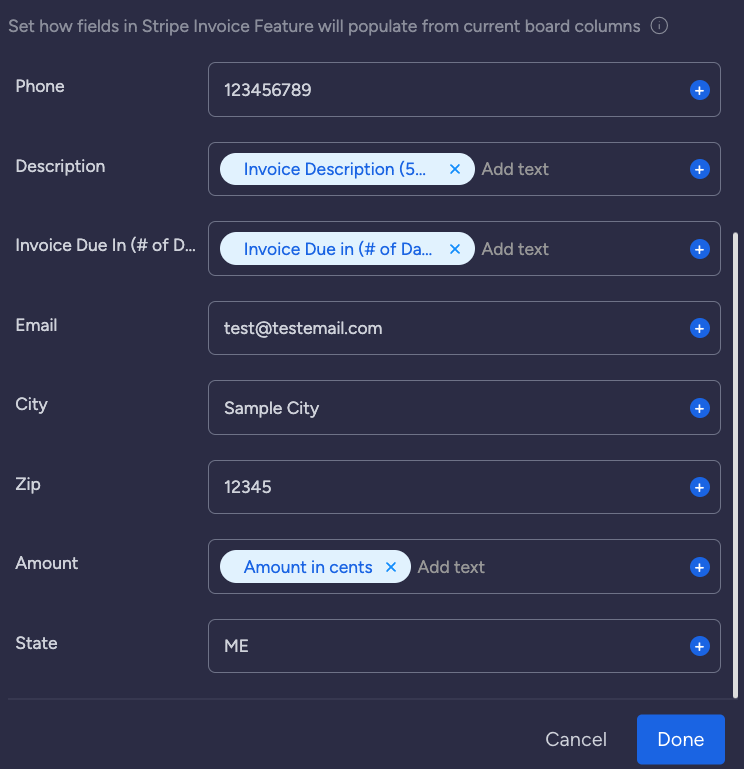 Set how fields in Stripe Invoice Feature will populate from current board columns
Phone
123456789
Description
Invoice Description (5...
Add text
Invoice Due In (# of D...
Invoice Due in (# of Da...
Add text
Email
test@testemail.com
City
Sample City
Zip
12345
Amount
Amount in cents
Add text
State
ME
Cancel
Done